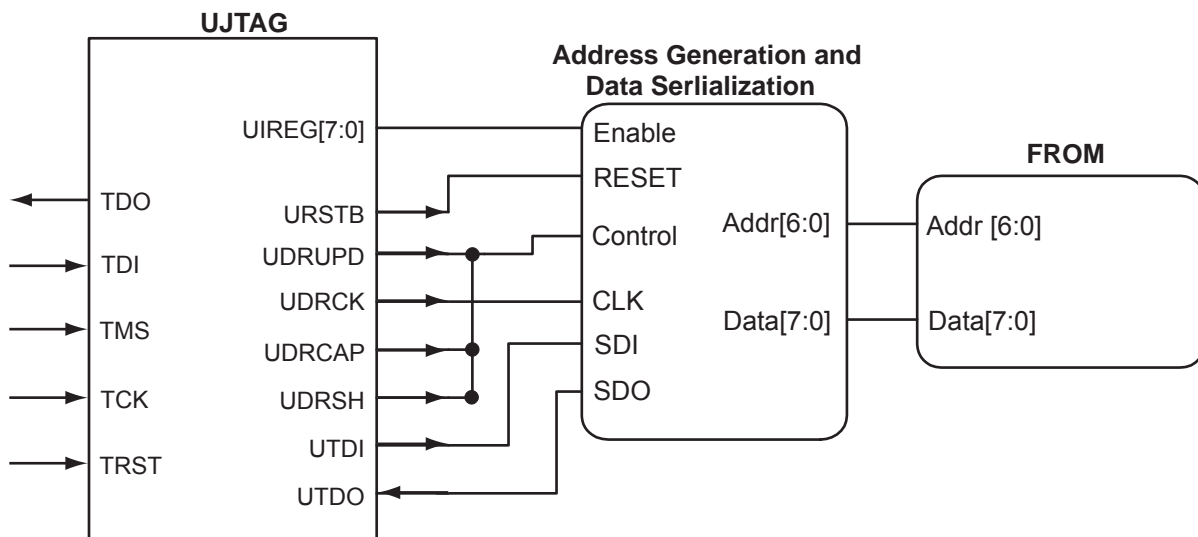 UJTAG
TDO
TDI
TMS
TCK
TRST
UIREG[7:0]
URSTB
UDRUPD
UDRCK
UDRCAP
UDRSH
UTDI
UTDO
Address Generation and
Data Serlialization
Enable
RESET
Control
CLK
SDI
SDO
Addr[6:0]
Data[7:0]
FROM
Addr [6:0]
Data[7:0]